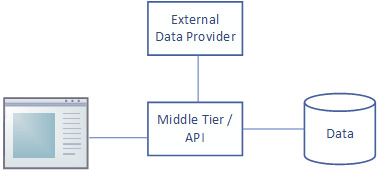 External
Data Provider
Middle Tier /
API
Data